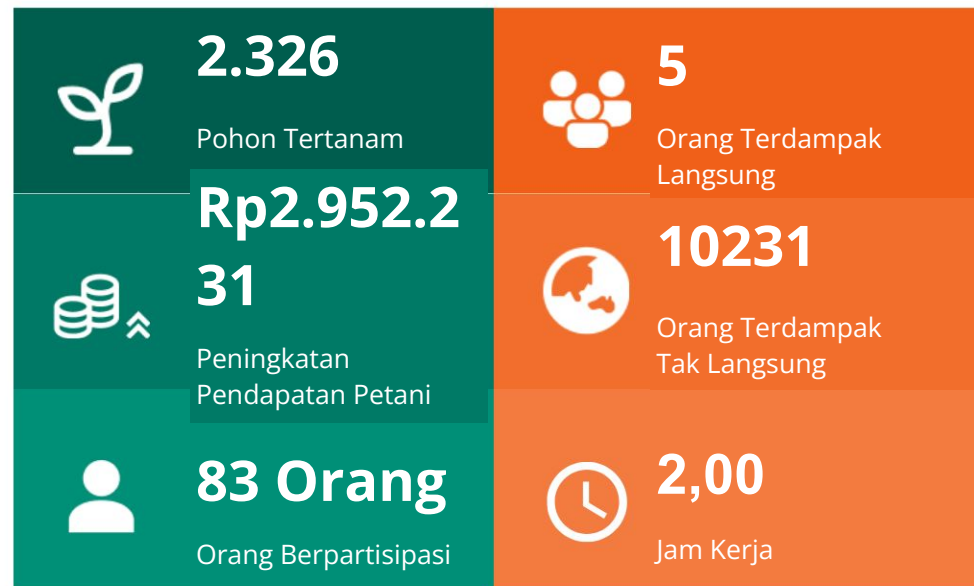 2.326
Pohon Tertanam
5
Orang Terdampak
Langsung
Rp2.952.2
31
Peningkatan
Pendapatan Petani
10231
Orang Terdampak
Tak Langsung
83 Orang
Orang Berpartisipasi
2,00
Jam Kerja